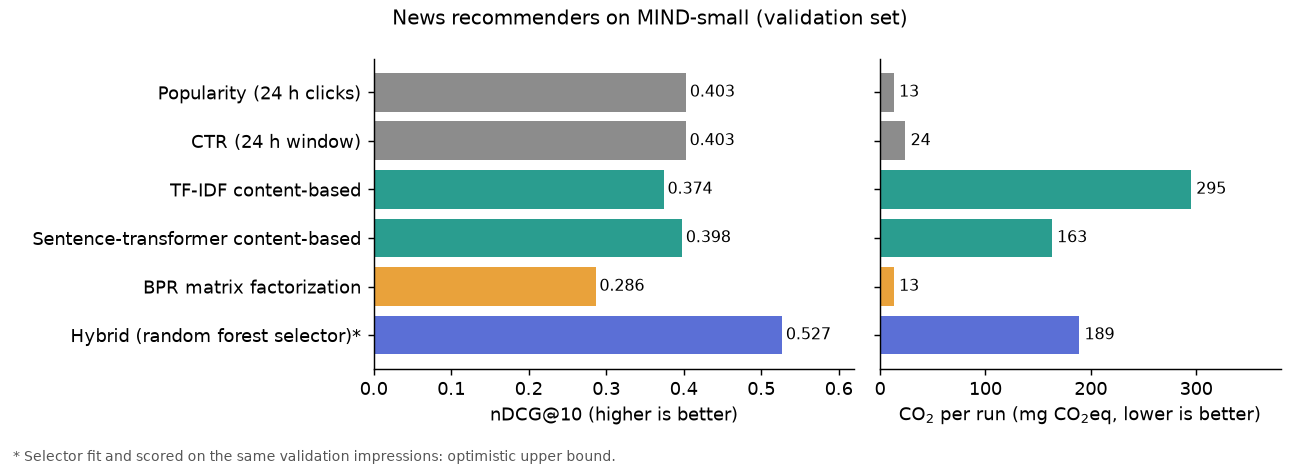 News recommenders on MIND-small (validation set)
Popularity (24 h clicks)
CTR (24 h window)
TF-IDF content-based
Sentence-transformer content-based
BPR matrix factorization
Hybrid (random forest selector)*
0.403
0.403
0.374
0.398
0.286
0.527
0.0 0.1 0.2 0.3 0.4 0.5 0.6
nDCG@10 (higher is better)
13
24
295
163
13
189
0 100 200 300
CO₂ per run (mg CO₂eq, lower is better)
* Selector fit and scored on the same validation impressions: optimistic upper bound.